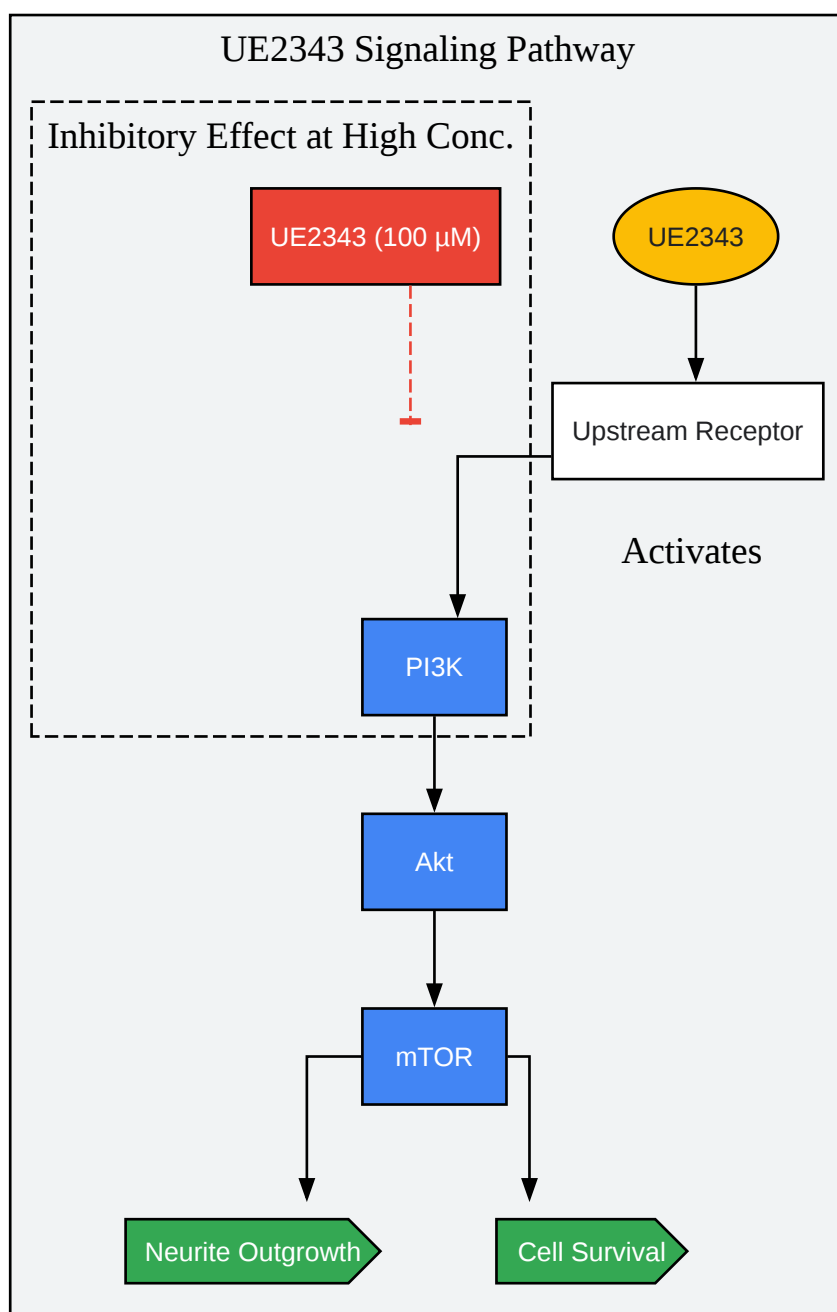 UE2343 Signaling Pathway
Inhibitory Effect at High Conc.
UE2343 (100 µM)
UE2343
Upstream Receptor
Activates
PI3K
Akt
mTOR
Neurite Outgrowth
Cell Survival